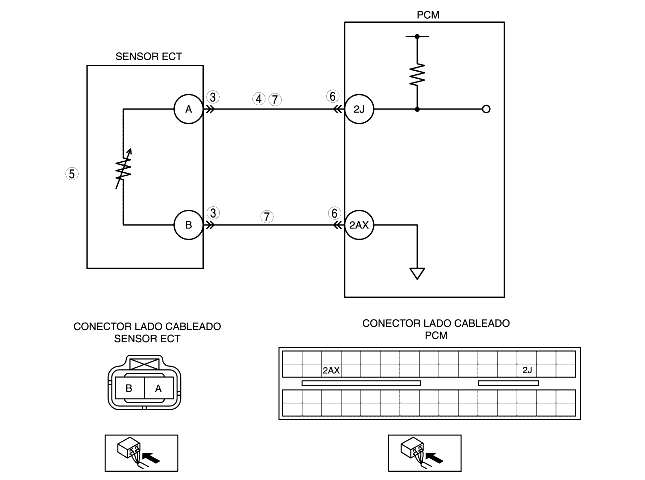 PCM
SENSOR ECT
A
3
4
7
6
2J
5
B
3
7
6
2AX
CONECTOR LADO CABLEADO
SENSOR ECT
B A
CONECTOR LADO CABLEADO
PCM
2AX 2J